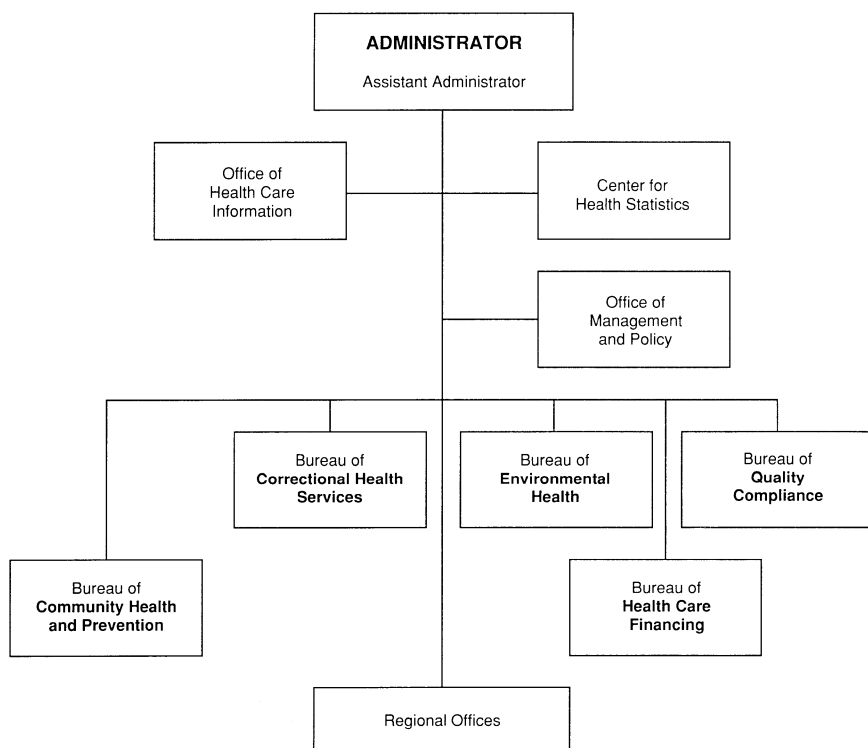 ADMINISTRATOR
Assistant Administrator
Office of
Health Care
Information
Center for
Health Statistics
Office of
Management
and Policy
Bureau of
Correctional Health
Services
Bureau of
Environmental
Health
Bureau of
Quality
Compliance
Bureau of
Community Health
and Prevention
Bureau of
Health Care
Financing
Regional Offices